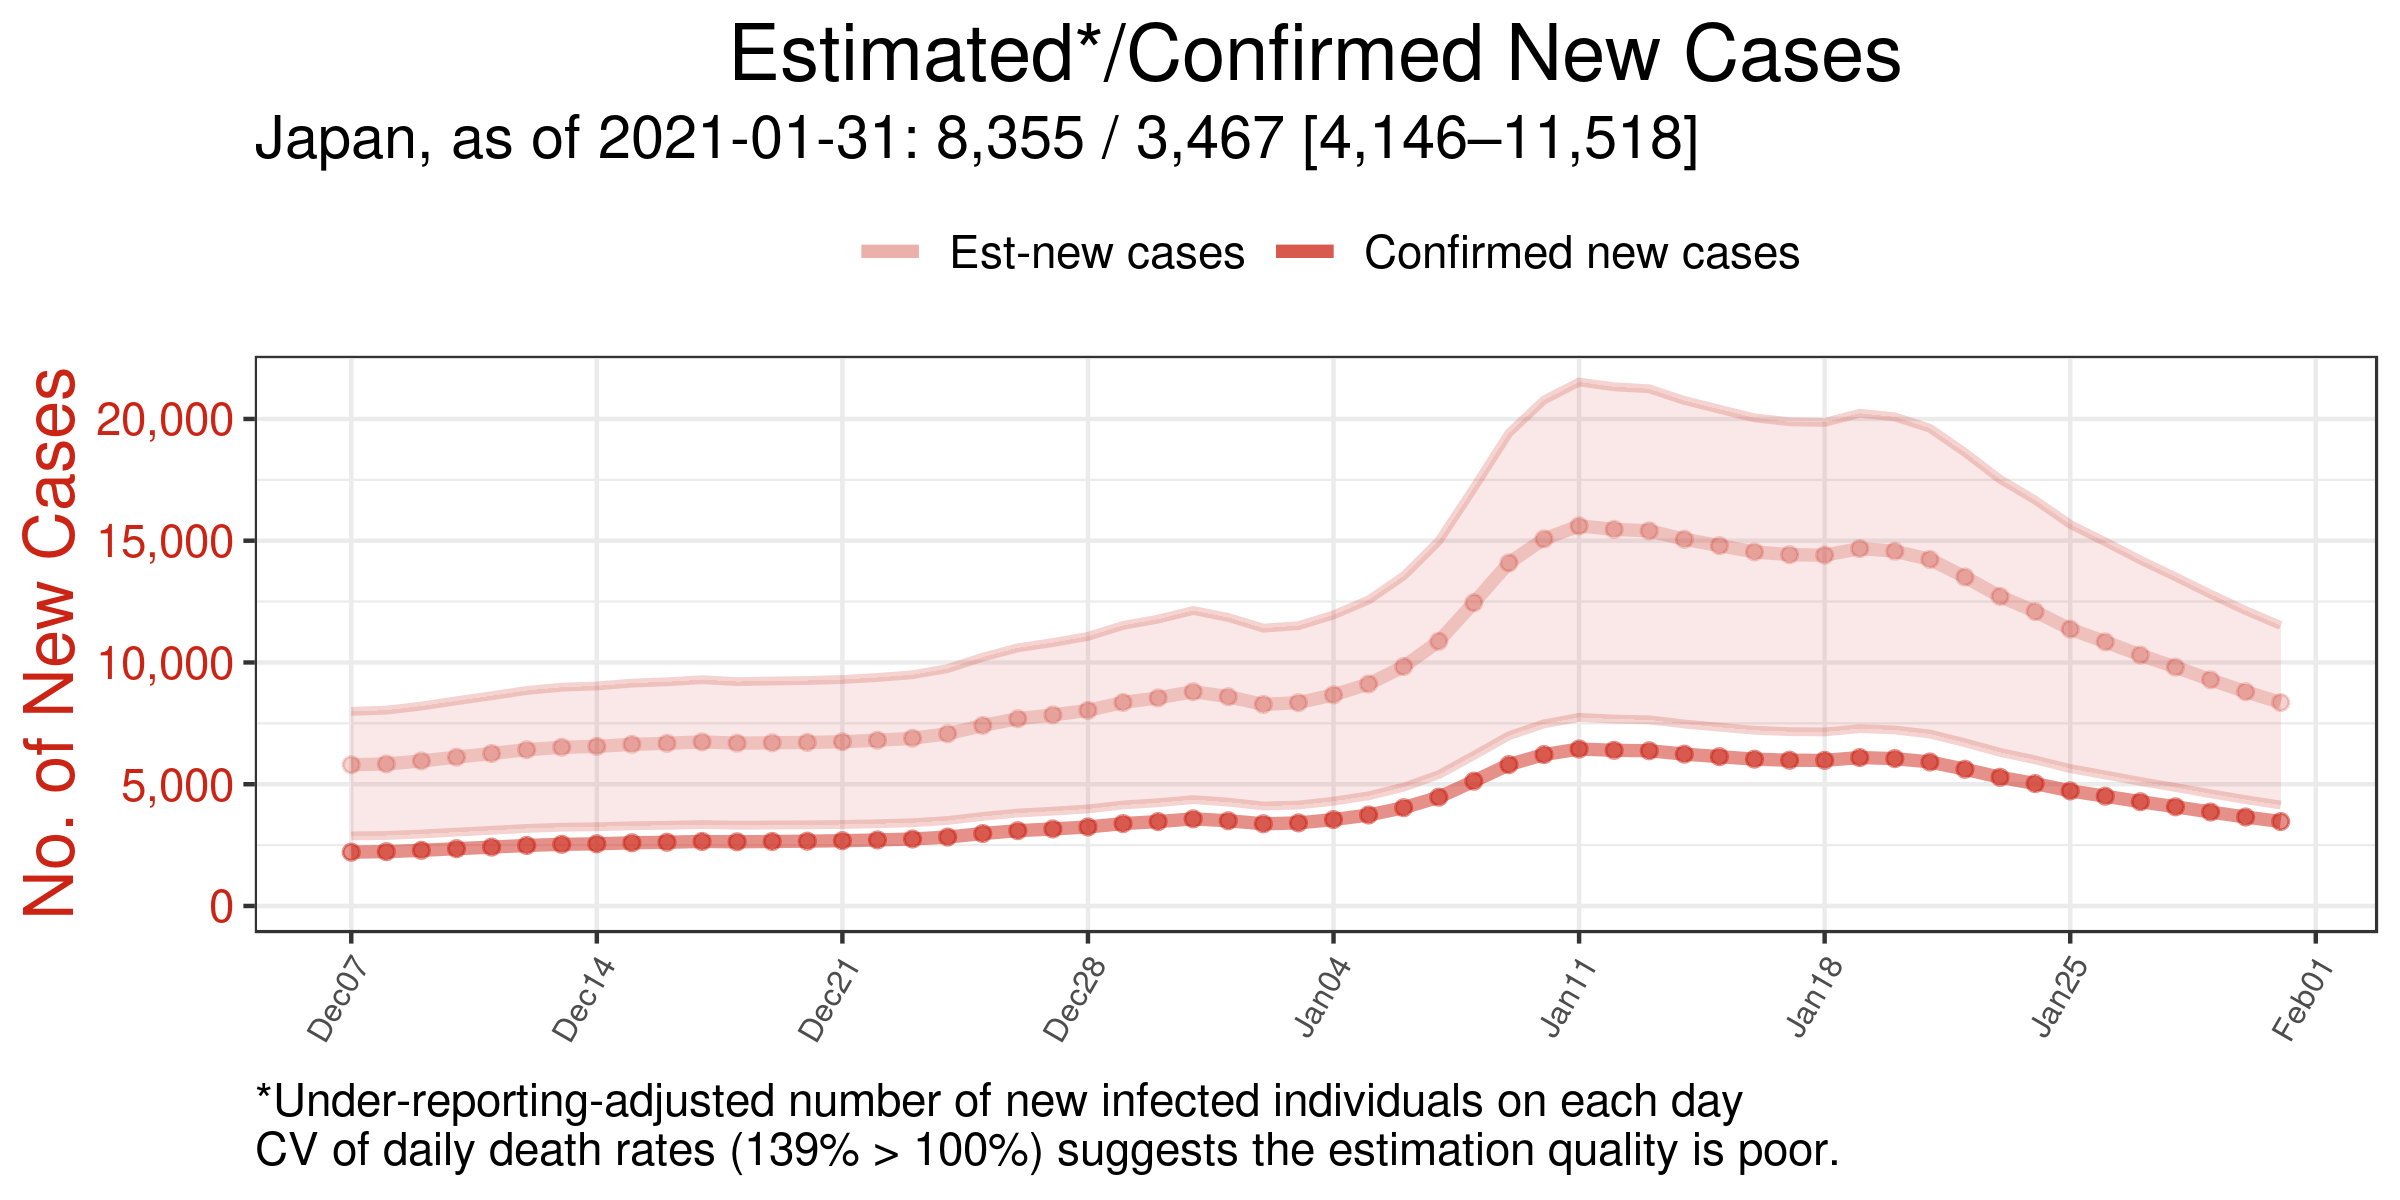 Estimated*/Confirmed New Cases
Japan, as of 2021-01-31: 8,355 / 3,467 [4,146–11,518]
Est-new cases
Confirmed new cases
No. of New Cases
20,000
15,000
10,000
5,000
0
Dec07
Dec14
Dec21
Dec28
Jan04
Jan11
Jan18
Jan25
Feb01
*Under-reporting-adjusted number of new infected individuals on each day
CV of daily death rates (139% > 100%) suggests the estimation quality is poor.